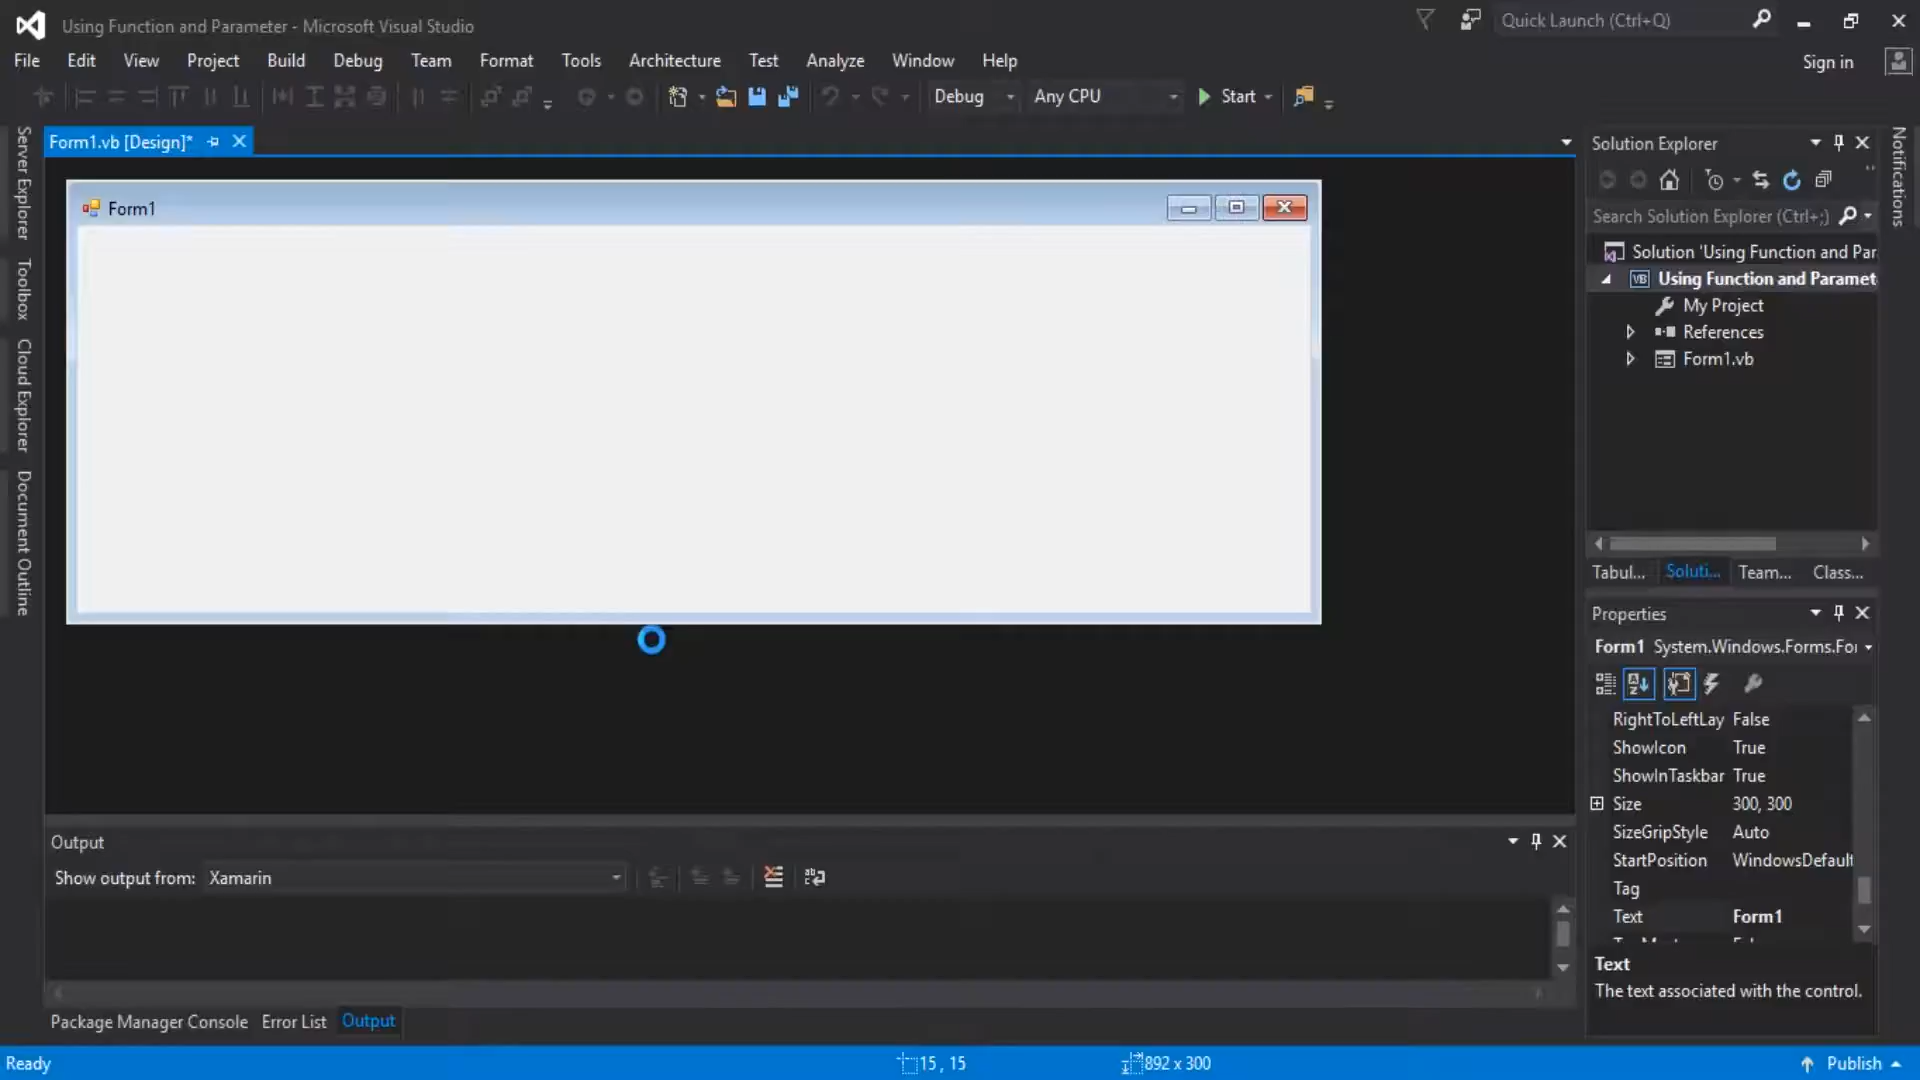 Using Function and Parameter - Microsoft Visual Studio
Quick Launch (Ctrl+Q)
File Edit View Project Build Debug Team Format Tools Architecture Test Analyze Window Help
Sign in
Debug Any CPU Start
Server Explorer
Toolbox
Cloud Explorer
Document Outline
Form1.vb [Design]*
Form1
Solution Explorer
Search Solution Explorer (Ctrl+;)
Solution 'Using Function and Par
Using Function and Paramet
My Project
References
Form1.vb
Tabul... Soluti... Team... Class...
Notifications
Properties
Form1 System.Windows.Forms.For
RightToLeftLay False
ShowIcon True
ShowInTaskbar True
Size 300, 300
SizeGripStyle Auto
StartPosition WindowsDefault
Tag
Text Form1
Text
The text associated with the control.
Output
Show output from: Xamarin
Package Manager Console Error List Output
Ready 15 , 15 892 x 300 Publish